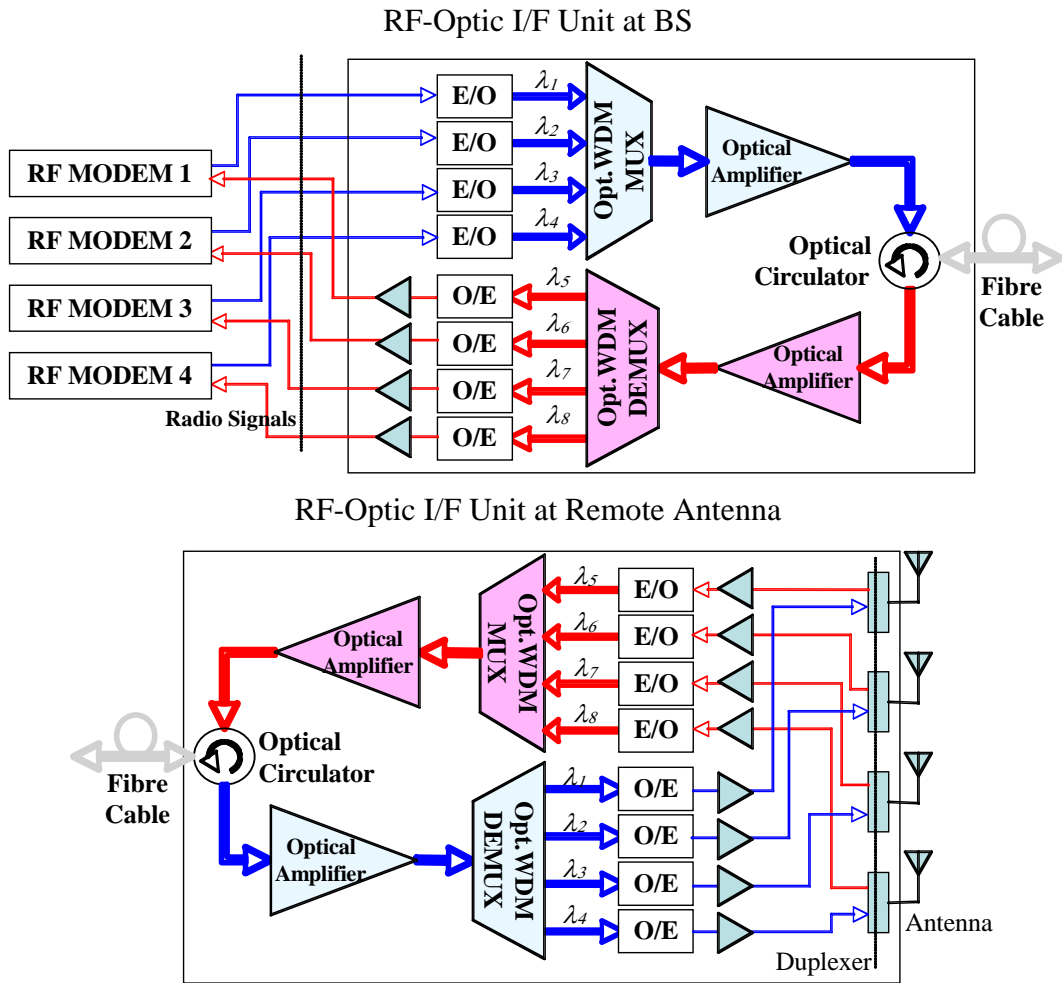 RF-Optic I/F Unit at BS
RF MODEM 1
RF MODEM 2
RF MODEM 3
RF MODEM 4
Radio Signals
E/O
E/O
E/O
E/O
λ1
λ2
λ3
λ4
Opt.WDM
MUX
Optical
Amplifier
Optical
Circulator
Fibre
Cable
O/E
O/E
O/E
O/E
λ5
λ6
λ7
λ8
Opt.WDM
DEMUX
Optical
Amplifier
RF-Optic I/F Unit at Remote Antenna
Optical
Amplifier
Opt.WDM
MUX
λ5
λ6
λ7
λ8
E/O
E/O
E/O
E/O
Fibre
Cable
Optical
Circulator
Optical
Amplifier
Opt.WDM
DEMUX
λ1
λ2
λ3
λ4
O/E
O/E
O/E
O/E
Duplexer
Antenna